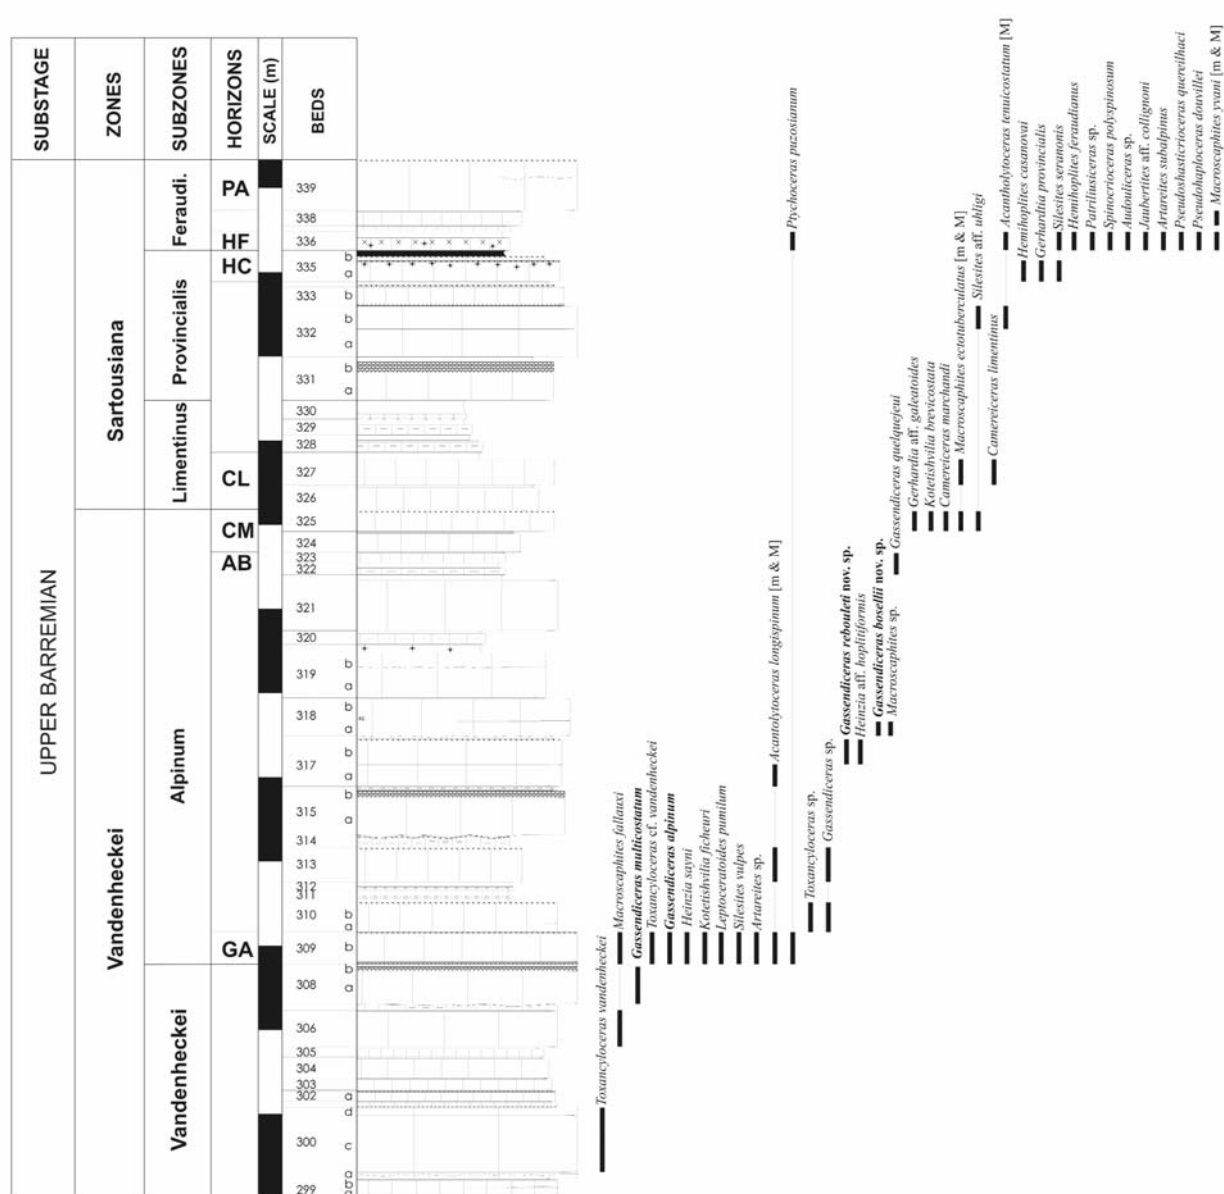 SUBSTAGE
ZONES
SUBZONES
HORIZONS
SCALE (m)
BEDS
UPPER BARREMIAN
Sartousiana
Vandenheckei
Feraudi.
Provincialis
Limentinus
Alpinum
Vandenheckei
PA
HF
HC
CL
CM
AB
GA
339
338
336
335 b
a
333 b
332 b
a
331 b
a
330
329
328
327
326
325
324
323
322
321
320
319 b
a
318 b
a
317 b
a
315 b
a
314
313
312
311
310 b
a
309 b
308 b
a
306
305
304
303
302 a
d
300 c
a
299 b
a
Toxancyloceras vandenheckei
Macroscaphites fallauxi
Gassendiceras multicostatum
Toxancyloceras cf. vandenheckei
Gassendiceras alpinum
Heinzia sayni
Kotetishvilia ficheuri
Leptoceratoides pumilum
Silesites vulpes
Artareites sp.
Acantolytoceras longispinum [m & M]
Ptychoceras puzosianum
Toxancyloceras sp.
Gassendiceras sp.
Gassendiceras rebouleti nov. sp.
Heinzia aff. hoplitiformis
Gassendiceras bosellii nov. sp.
Macroscaphites sp.
Gassendiceras quelquejeui
Gerhardia aff. galeatoides
Kotetishvilia brevicostata
Camereiceras marchandi
Macroscaphites ectotuberculatus [m & M]
Silesites aff. uhligi
Camereiceras limentinus
Acantholytoceras tenuicostatum [M]
Hemihoplites casanovai
Gerhardtia provincialis
Silesites seranonis
Hemihoplites feraudianus
Patruliusiceras sp.
Spinocrioceras polyspinosum
Audouliceras sp.
Jaubertites aff. collignoni
Artareites subalpinus
Pseudoshasticrioceras quereilhaci
Pseudohaploceras douvillei
Macroscaphites yvani [m & M]